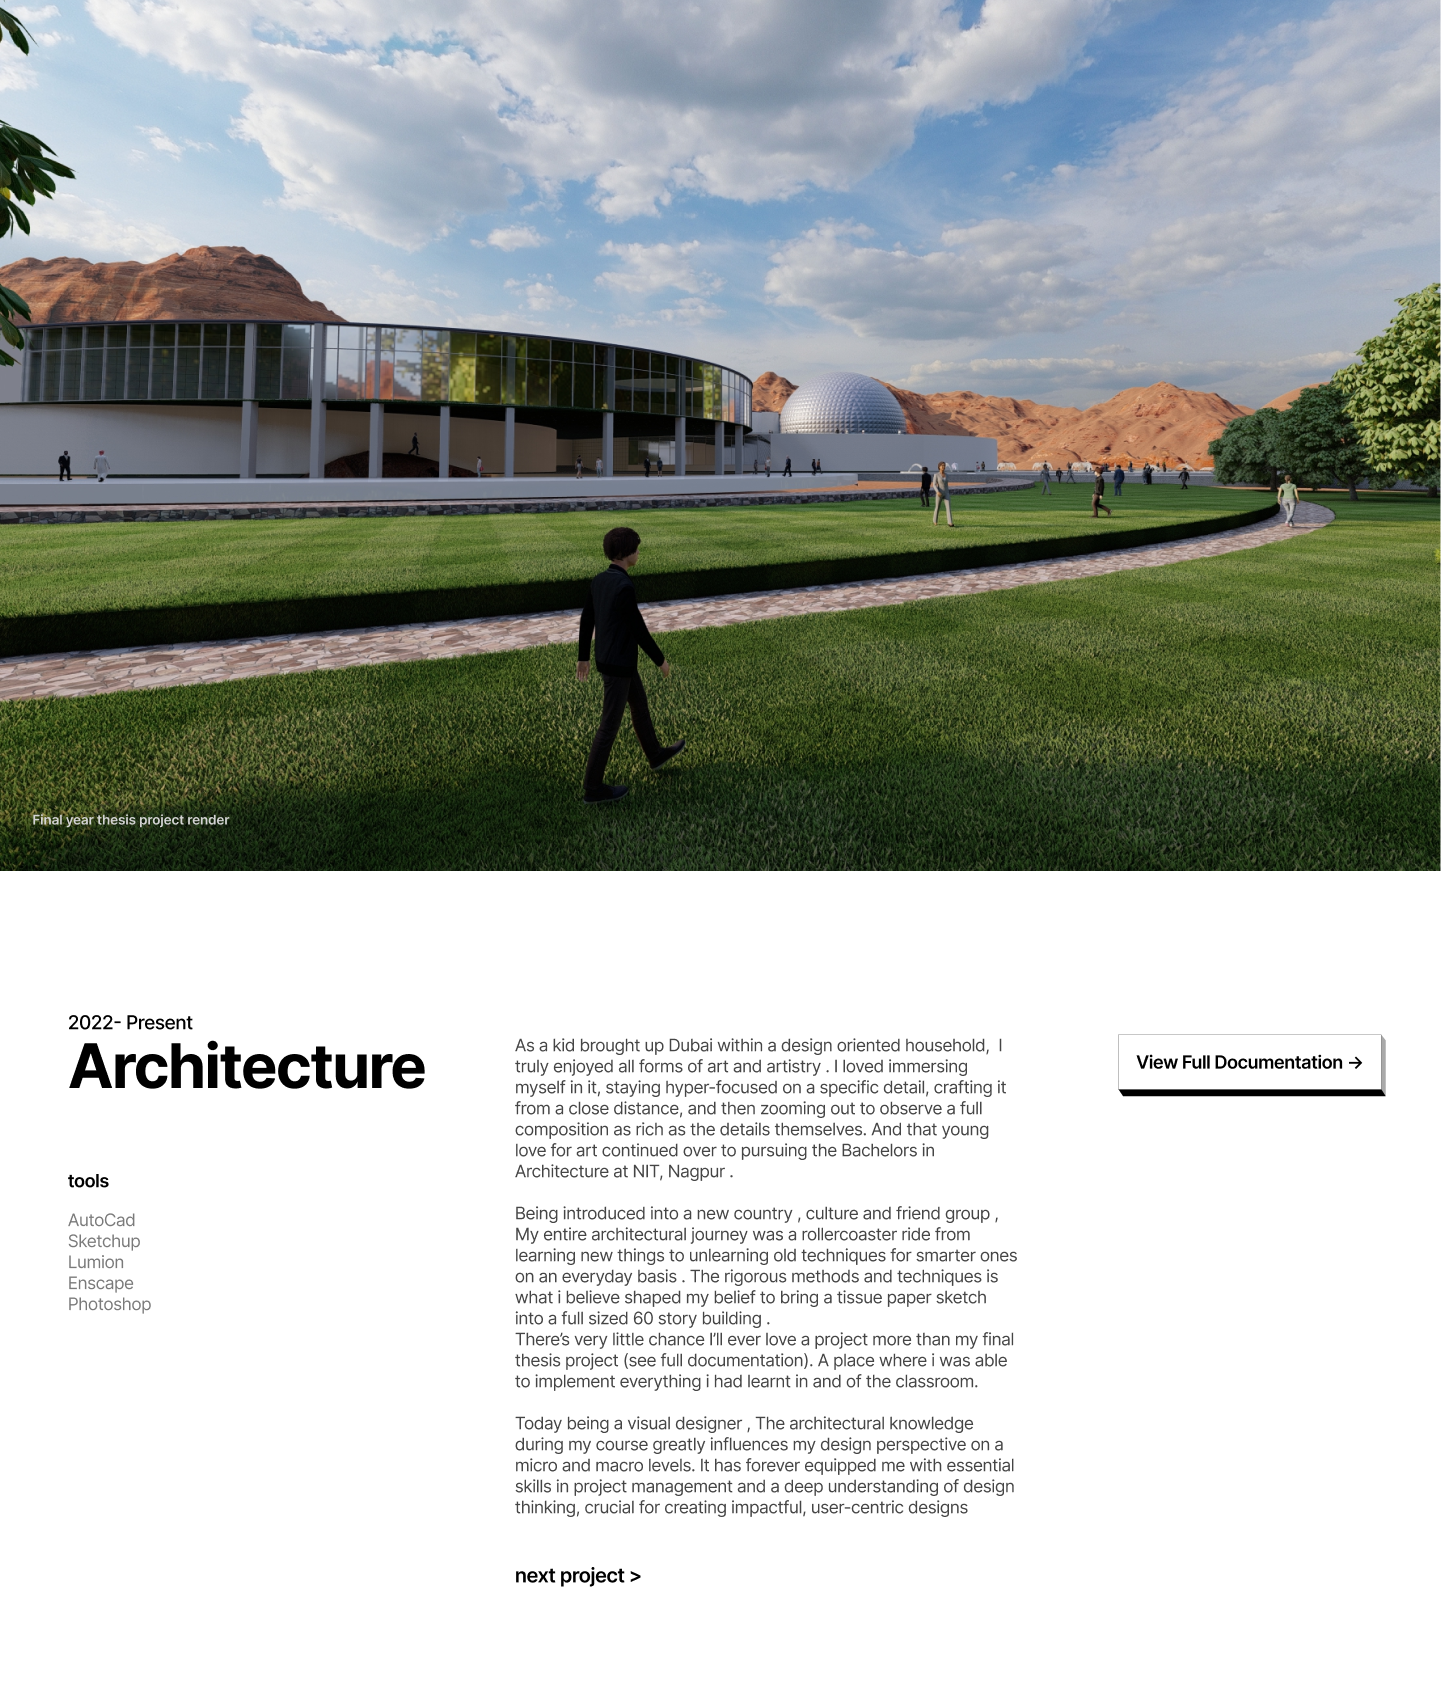 Final year thesis project render
2022- Present
Architecture
tools
AutoCad
Sketchup
Lumion
Enscape
Photoshop
As a kid brought up Dubai within a design oriented household,  I
truly enjoyed all forms of art and artistry . I loved immersing
myself in it, staying hyper-focused on a specific detail, crafting it
from a close distance, and then zooming out to observe a full
composition as rich as the details themselves. And that young
love for art continued over to pursuing the Bachelors in
Architecture at NIT, Nagpur .
Being introduced into a new country , culture and friend group ,
My entire architectural journey was a rollercoaster ride from
learning new things to unlearning old techniques for smarter ones
on an everyday basis . The rigorous methods and techniques is
what i believe shaped my belief to bring a tissue paper sketch
into a full sized 60 story building .
There’s very little chance I’ll ever love a project more than my final
thesis project (see full documentation). A place where i was able
to implement everything i had learnt in and of the classroom.
Today being a visual designer , The architectural knowledge
during my course greatly influences my design perspective on a
micro and macro levels. It has forever equipped me with essential
skills in project management and a deep understanding of design
thinking, crucial for creating impactful, user-centric designs
next project >
View Full Documentation →